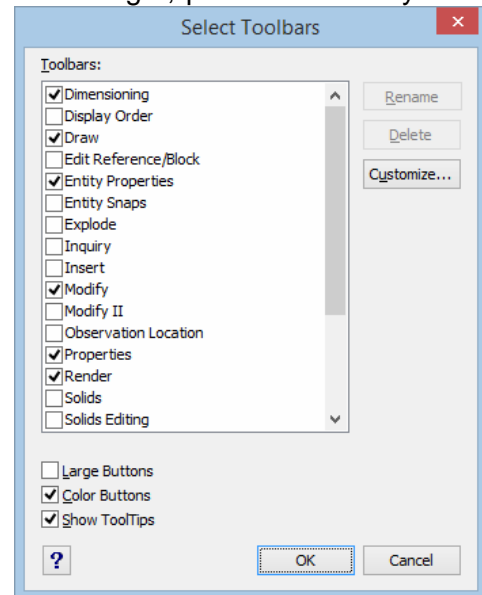 Select Toolbars
Toolbars:
Dimensioning
Display Order
Draw
Edit Reference/Block
Entity Properties
Entity Snaps
Explode
Inquiry
Insert
Modify
Modify II
Observation Location
Properties
Render
Solids
Solids Editing
Rename
Delete
Customize...
Large Buttons
Color Buttons
Show ToolTips
?
OK
Cancel